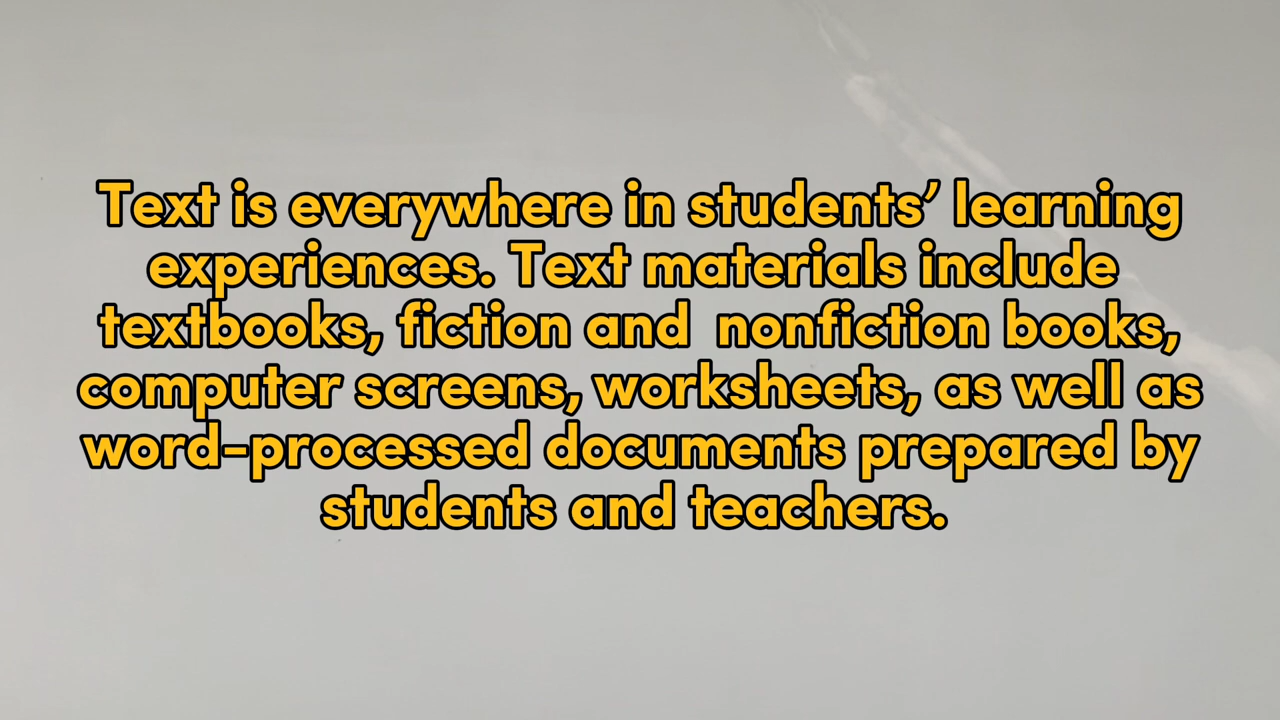 Text is everywhere in students’ learning
experiences. Text materials include
textbooks, fiction and  nonfiction books,
computer screens, worksheets, as well as
word-processed documents prepared by
students and teachers.